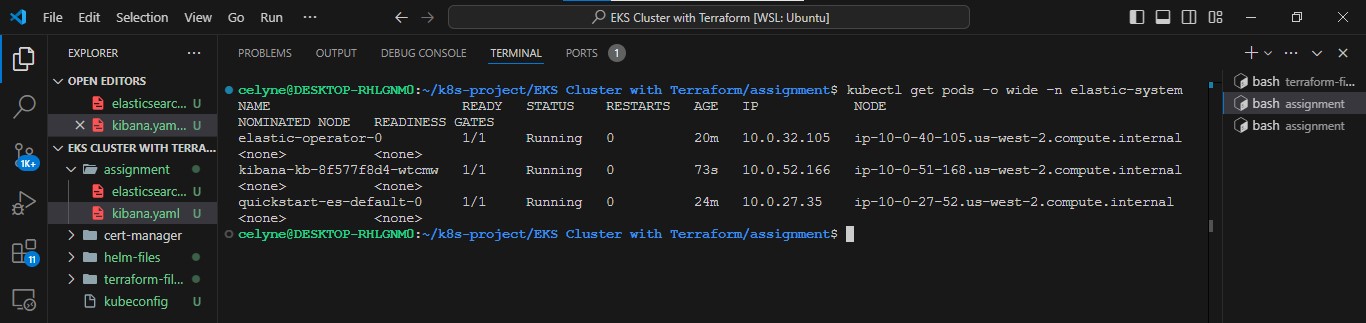 File Edit Selection View Go Run ··· EKS Cluster with Terraform [WSL: Ubuntu]
EXPLORER ···
OPEN EDITORS
elasticsearc... U
kibana.yam... U
EKS CLUSTER WITH TERRA...
assignment
elasticsearc... U
kibana.yaml U
cert-manager
helm-files
terraform-fil...
kubeconfig U
1K+
11
PROBLEMS OUTPUT DEBUG CONSOLE TERMINAL PORTS 1
celyne@DESKTOP-RHLGNM0:~/k8s-project/EKS Cluster with Terraform/assignment$ kubectl get pods -o wide -n elastic-system
NAME READY STATUS RESTARTS AGE IP NODE
NOMINATED NODE READINESS GATES
elastic-operator-0 1/1 Running 0 20m 10.0.32.105 ip-10-0-40-105.us-west-2.compute.internal
<none> <none>
kibana-kb-8f577f8d4-wtcmw 1/1 Running 0 73s 10.0.52.166 ip-10-0-51-168.us-west-2.compute.internal
<none> <none>
quickstart-es-default-0 1/1 Running 0 24m 10.0.27.35 ip-10-0-27-52.us-west-2.compute.internal
<none> <none>
celyne@DESKTOP-RHLGNM0:~/k8s-project/EKS Cluster with Terraform/assignment$
bash terraform-fi...
bash assignment
bash assignment